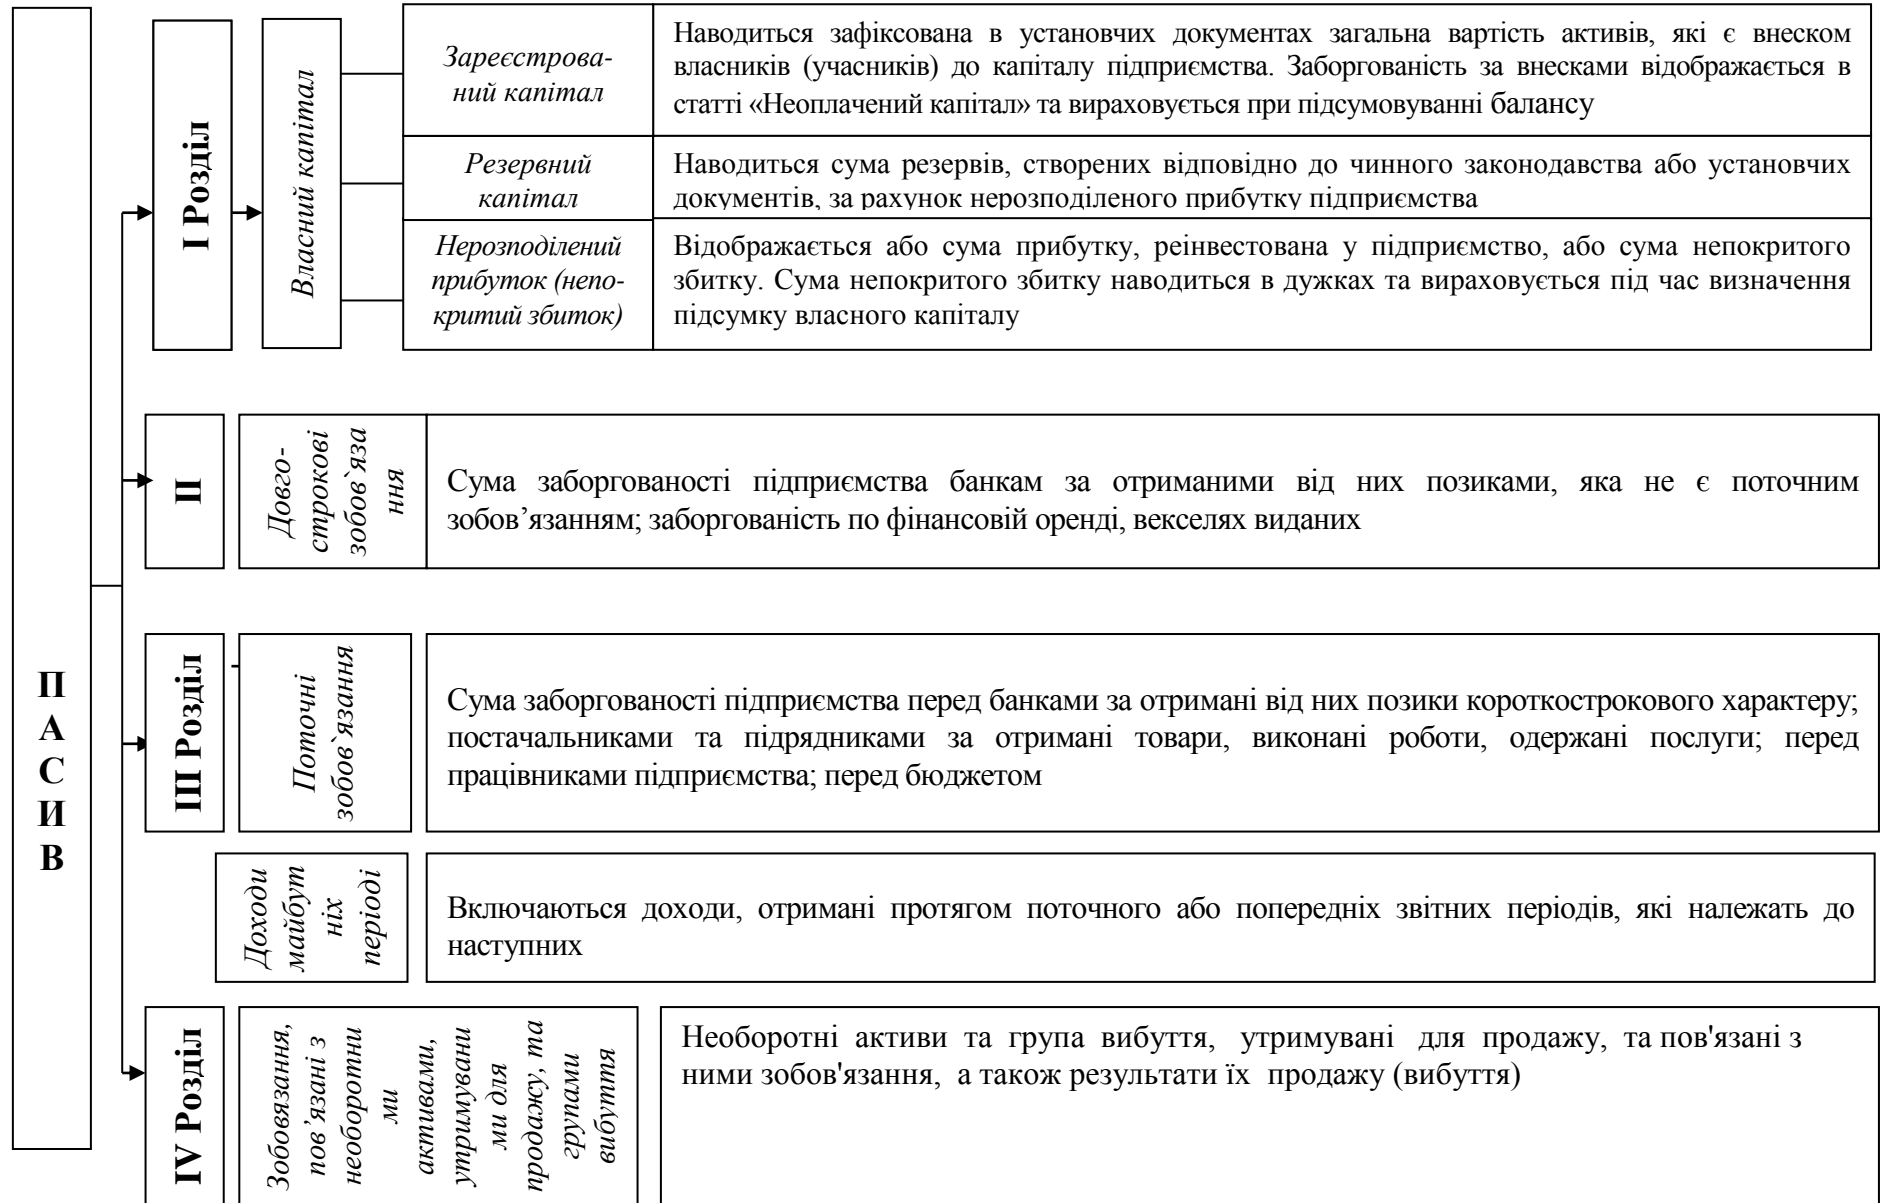 П
А
С
И
В
І Розділ
Власний капітал
Зареєстрова-
ний капітал
Наводиться зафіксована в установчих документах загальна вартість активів, які є внеском
власників (учасників) до капіталу підприємства. Заборгованість за внесками відображається в
статті «Неоплачений капітал» та вираховується при підсумовуванні балансу
Резервний
капітал
Наводиться сума резервів, створених відповідно до чинного законодавства або установчих
документів, за рахунок нерозподіленого прибутку підприємства
Нерозподілений
прибуток (непо-
критий збиток)
Відображається або сума прибутку, реінвестована у підприємство, або сума непокритого
збитку. Сума непокритого збитку наводиться в дужках та вираховується під час визначення
підсумку власного капіталу
ІІ
Довго-
строкові
зобов`яза
ння
Сума заборгованості підприємства банкам за отриманими від них позиками, яка не є поточним
зобов’язанням; заборгованість по фінансовій оренді, векселях виданих
ІІІ Розділ
Поточні
зобов`язання
Сума заборгованості підприємства перед банками за отримані від них позики короткострокового характеру;
постачальниками та підрядниками за отримані товари, виконані роботи, одержані послуги; перед
працівниками підприємства; перед бюджетом
Доходи
майбут
ніх
періоді
Включаються доходи, отримані протягом поточного або попередніх звітних періодів, які належать до
наступних
IV Розділ
Зобовязання,
пов’язані з
необоротни
ми
активами,
утримувани
ми для
продажу, та
групами
вибуття
Необоротні активи та група вибуття, утримувані для продажу, та пов'язані з
ними зобов'язання, а також результати їх продажу (вибуття)